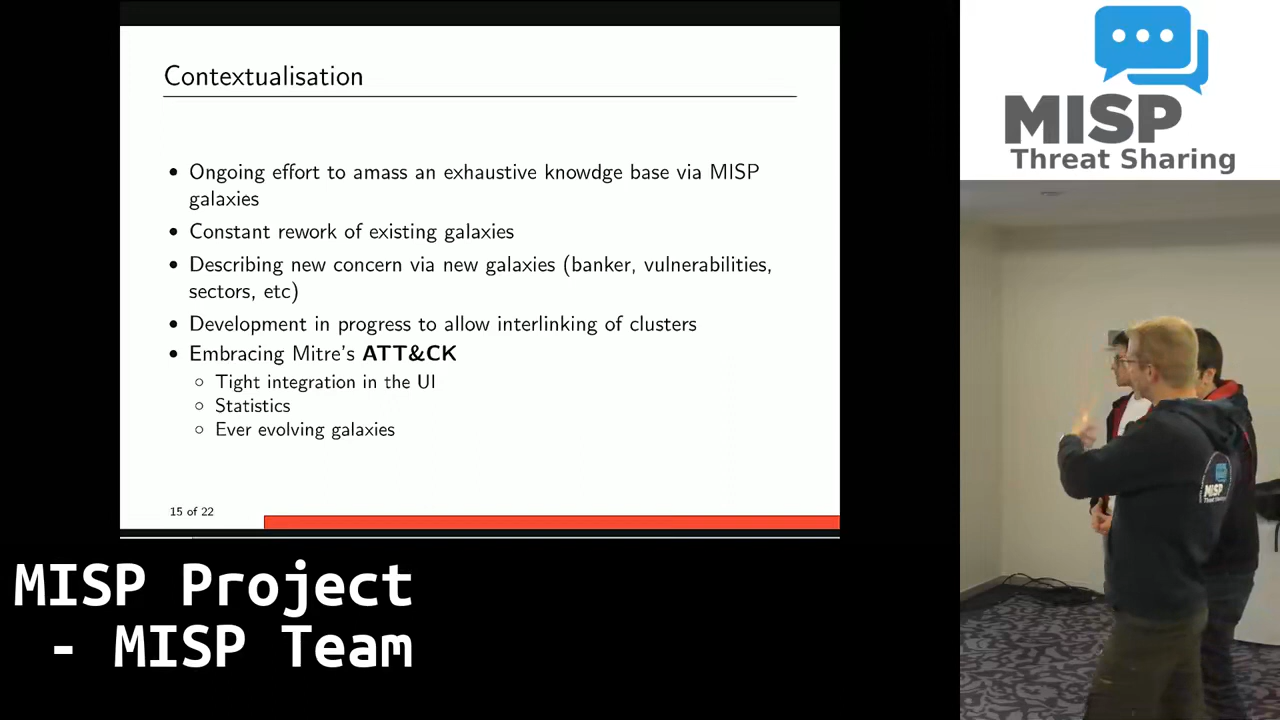 Contextualisation
• Ongoing effort to amass an exhaustive knowdge base via MISP
galaxies
• Constant rework of existing galaxies
• Describing new concern via new galaxies (banker, vulnerabilities,
sectors, etc)
• Development in progress to allow interlinking of clusters
• Embracing Mitre's ATT&CK
○ Tight integration in the UI
○ Statistics
○ Ever evolving galaxies
15 of 22
MISP Project
- MISP Team
MISP
Threat Sharing
MISP
Threat Sharing